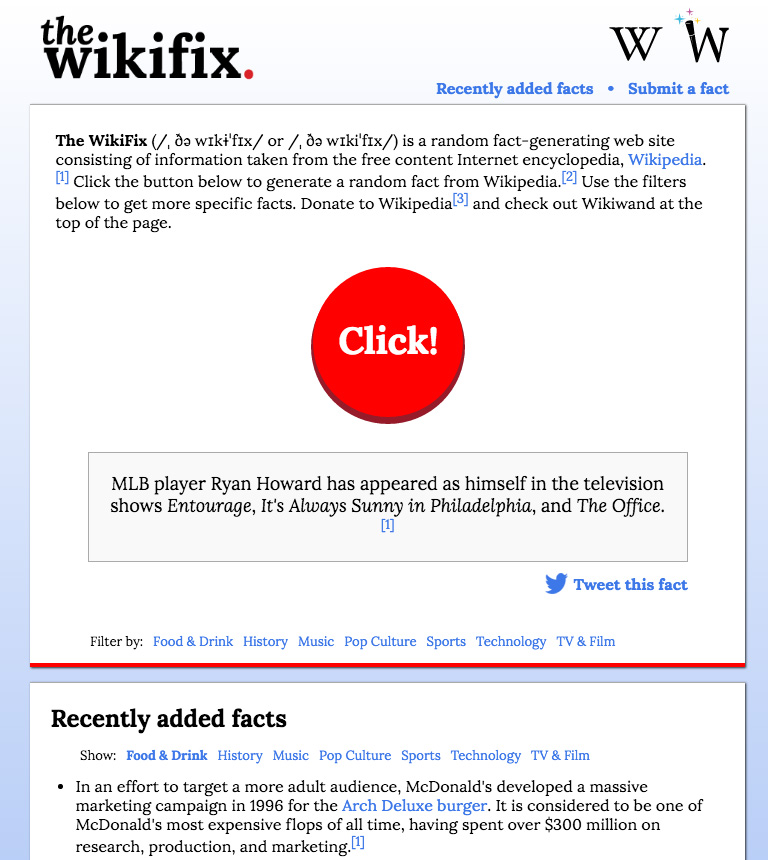 the
wikifix.
W W
Recently added facts • Submit a fact
The WikiFix (/ˌ ðə wɪkɨˈfɪx/ or /ˌ ðə wɪkiˈfɪx/) is a random fact-generating web site
consisting of information taken from the free content Internet encyclopedia, Wikipedia.
[1] Click the button below to generate a random fact from Wikipedia.[2] Use the filters
below to get more specific facts. Donate to Wikipedia[3] and check out Wikiwand at the
top of the page.
Click!
MLB player Ryan Howard has appeared as himself in the television
shows Entourage, It's Always Sunny in Philadelphia, and The Office.
[1]
Tweet this fact
Filter by: Food & Drink History Music Pop Culture Sports Technology TV & Film
Recently added facts
Show: Food & Drink History Music Pop Culture Sports Technology TV & Film
• In an effort to target a more adult audience, McDonald's developed a massive
marketing campaign in 1996 for the Arch Deluxe burger. It is considered to be one of
McDonald's most expensive flops of all time, having spent over $300 million on
research, production, and marketing.[1]